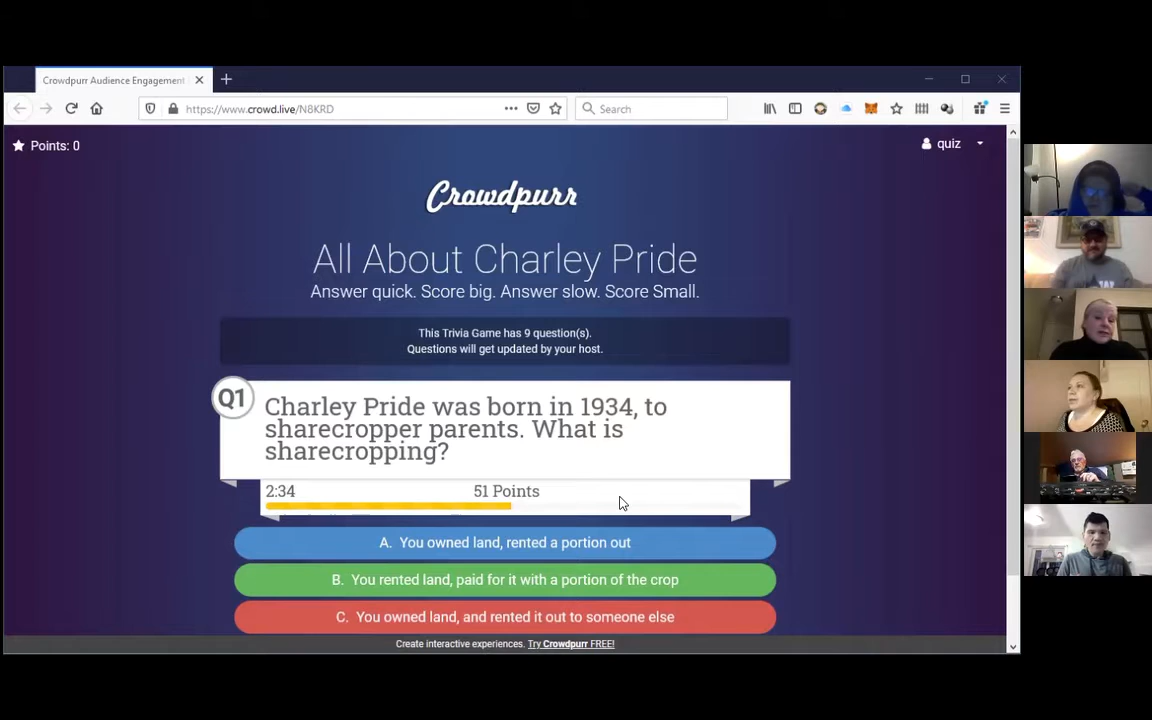 Crowdpurr Audience Engagement
https://www.crowd.live/N8KRD
Search
Points: 0
quiz
Crowdpurr
All About Charley Pride
Answer quick. Score big. Answer slow. Score Small.
This Trivia Game has 9 question(s).
Questions will get updated by your host.
Q1
Charley Pride was born in 1934, to
sharecropper parents. What is
sharecropping?
2:34
51 Points
A. You owned land, rented a portion out
B. You rented land, paid for it with a portion of the crop
C. You owned land, and rented it out to someone else
Create interactive experiences. Try Crowdpurr FREE!